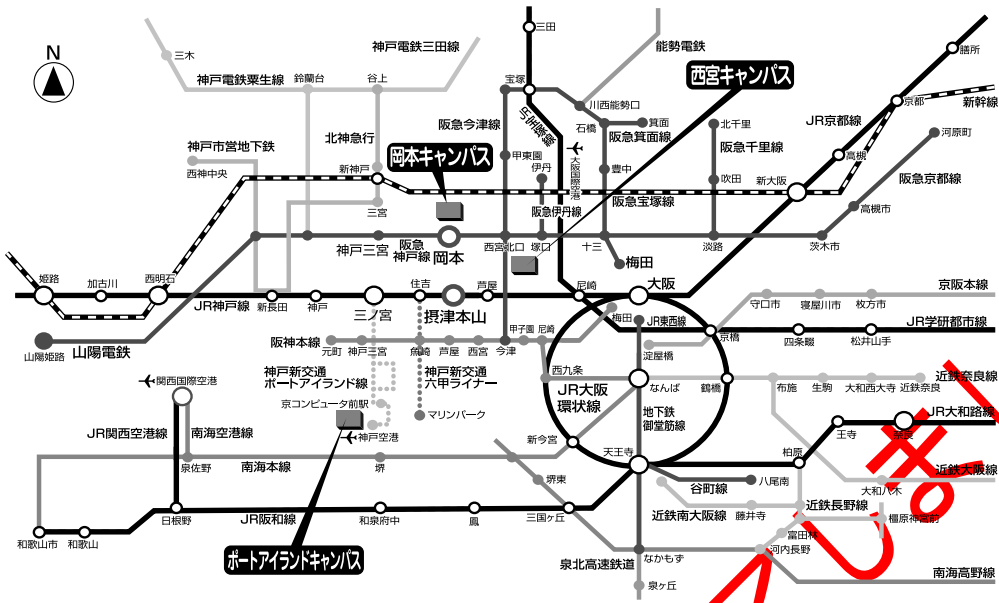 三田
能勢電鉄
神戸電鉄三田線
膳所
三木
西宮キャンパス
N
神戸電鉄粟生線
鈴蘭台
谷上
宝塚
川西能勢口
京都
新幹線
JR宝塚線
石橋
箕面
北千里
JR京都線
北神急行
阪急今津線
阪急箕面線
河原町
神戸市営地下鉄
岡本キャンパス
甲東園
大阪国際空港
阪急千里線
高槻
西神中央
新神戸
伊丹
豊中
吹田
新大阪
阪急京都線
三宮
阪急伊丹線
阪急宝塚線
高槻市
神戸三宮
阪急
神戸線
岡本
西宮北口
塚口
十三
淡路
茨木市
梅田
姫路
加古川
西明石
住吉
芦屋
尼崎
大阪
京阪本線
JR神戸線
新長田
神戸
三ノ宮
摂津本山
梅田
JR東西線
守口市
寝屋川市
枚方市
JR学研都市線
山陽姫路
山陽電鉄
阪神本線
元町
神戸三宮
魚崎
芦屋
西宮
今津
甲子園
尼崎
淀屋橋
京橋
四条畷
松井山手
関西国際空港
神戸新交通
ポートアイランド線
神戸新交通
六甲ライナー
西九条
なんば
鶴橋
布施
生駒
大和西大寺
近鉄奈良
近鉄奈良線
京コンピュータ前駅
マリンパーク
JR大阪
環状線
地下鉄
御堂筋線
JR大和路線
JR関西空港線
南海空港線
神戸空港
新今宮
王寺
奈良
泉佐野
南海本線
堺
天王寺
柏原
近鉄大阪線
堺東
谷町線
八尾南
大和八木
日根野
JR阪和線
和泉府中
鳳
三国ヶ丘
近鉄南大阪線
藤井寺
近鉄長野線
橿原神宮前
富田林
和歌山市
和歌山
ポートアイランドキャンパス
泉北高速鉄道
なかもず
河内長野
泉ヶ丘
南海高野線